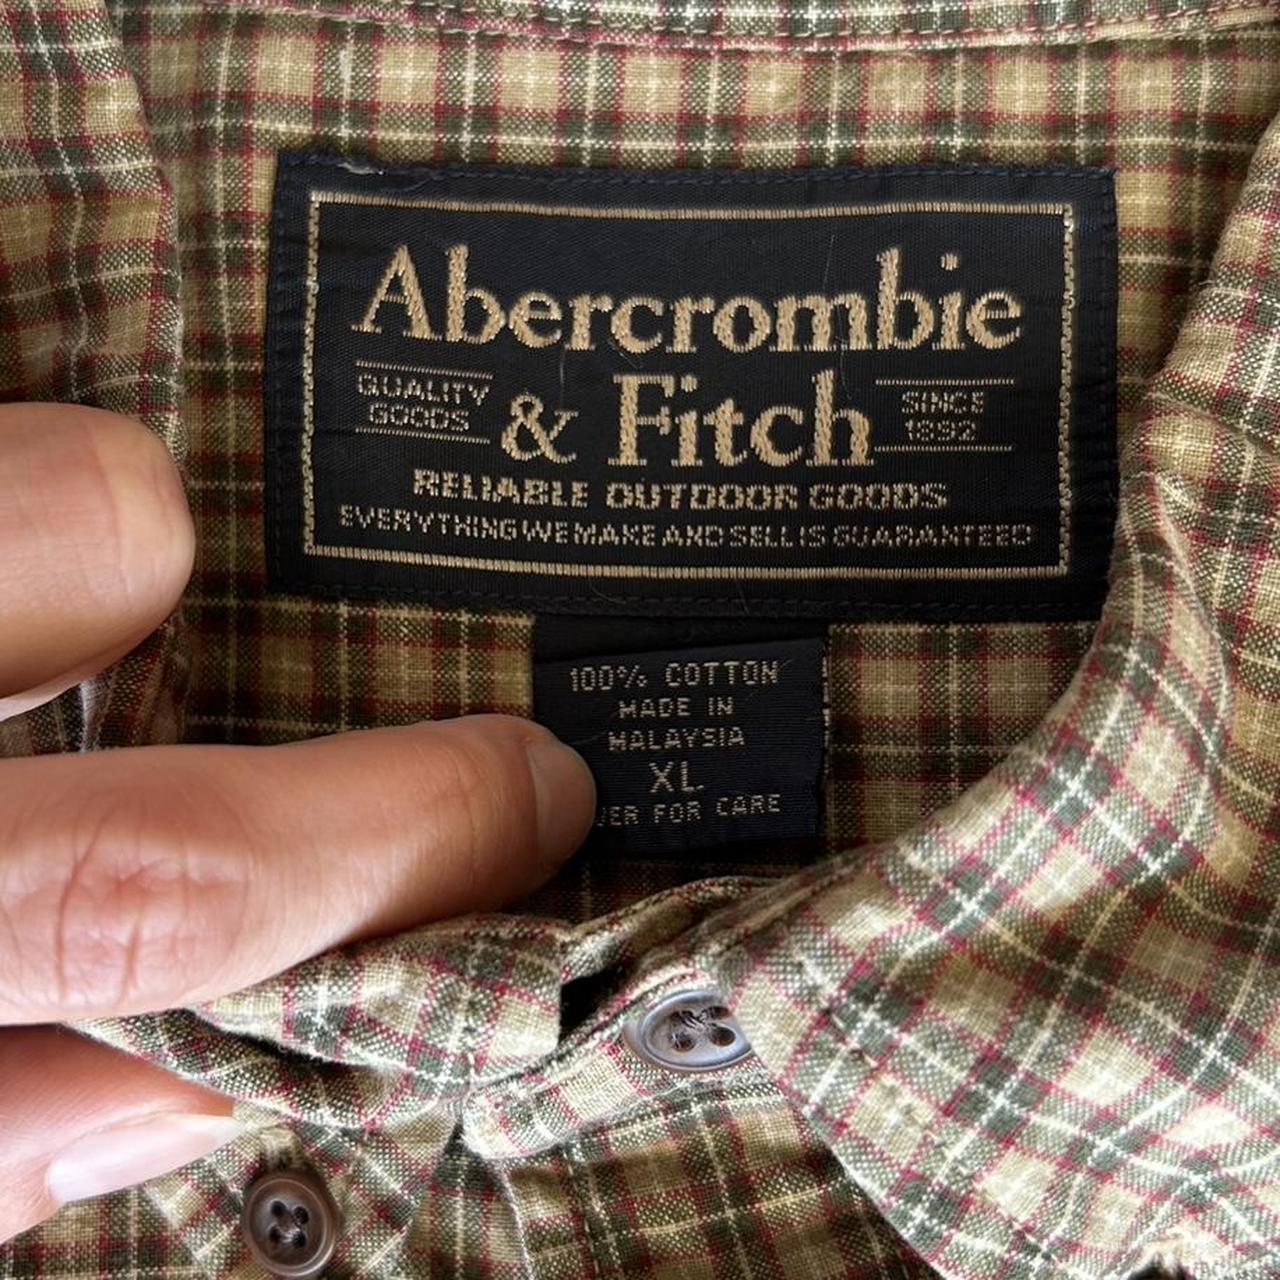 Abercrombie
QUALITY GOODS & Fitch SINCE 1892
RELIABLE OUTDOOR GOODS
EVERYTHING WE MAKE AND SELL IS GUARANTEED
100% COTTON
MADE IN
MALAYSIA
XL
FOR CARE